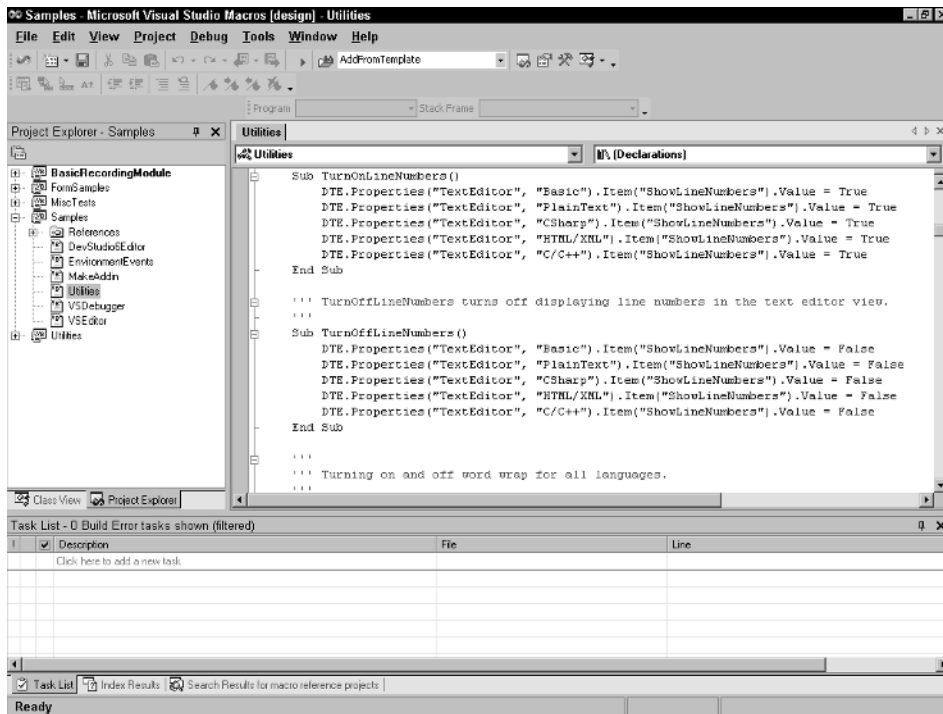 Samples - Microsoft Visual Studio Macros [design] - Utilities
File Edit View Project Debug Tools Window Help
AddFromTemplate
Program Stack Frame
Project Explorer - Samples
Utilities
Utilities (Declarations)
BasicRecordingModule
FormSamples
MiscTests
Samples
References
DevStudio6Editor
EnvironmentEvents
MakeAddin
Utilities
VSDebugger
VSEditor
Utilities
Sub TurnOnLineNumbers()
DTE.Properties("TextEditor", "Basic").Item("ShowLineNumbers").Value = True
DTE.Properties("TextEditor", "PlainText").Item("ShowLineNumbers").Value = True
DTE.Properties("TextEditor", "CSharp").Item("ShowLineNumbers").Value = True
DTE.Properties("TextEditor", "HTML/XML").Item("ShowLineNumbers").Value = True
DTE.Properties("TextEditor", "C/C++").Item("ShowLineNumbers").Value = True
End Sub
''' TurnOffLineNumbers turns off displaying line numbers in the text editor view.
'''
Sub TurnOffLineNumbers()
DTE.Properties("TextEditor", "Basic").Item("ShowLineNumbers").Value = False
DTE.Properties("TextEditor", "PlainText").Item("ShowLineNumbers").Value = False
DTE.Properties("TextEditor", "CSharp").Item("ShowLineNumbers").Value = False
DTE.Properties("TextEditor", "HTML/XML").Item("ShowLineNumbers").Value = False
DTE.Properties("TextEditor", "C/C++").Item("ShowLineNumbers").Value = False
End Sub
'''
''' Turning on and off word wrap for all languages.
'''
Class View Project Explorer
Task List - 0 Build Error tasks shown (filtered)
! Description File Line
Click here to add a new task
Task List Index Results Search Results for macro reference projects
Ready